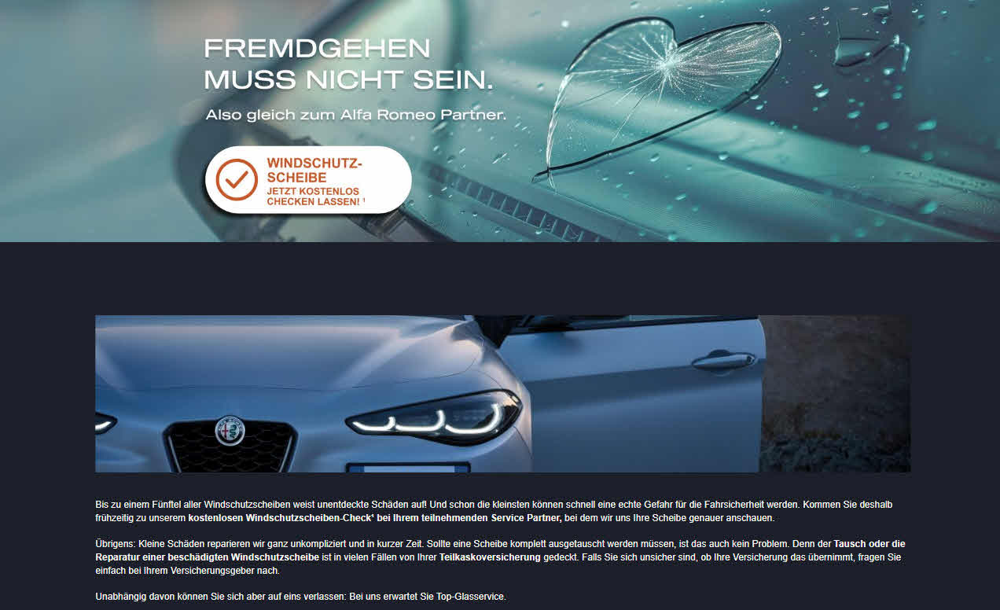 FREMDGEHEN
MUSS NICHT SEIN.
Also gleich zum Alfa Romeo Partner.
WINDSCHUTZ-
SCHEIBE
JETZT KOSTENLOS
CHECKEN LASSEN! ¹
Bis zu einem Fünftel aller Windschutzscheiben weist unentdeckte Schäden auf! Und schon die kleinsten können schnell eine echte Gefahr für die Fahrsicherheit werden. Kommen Sie deshalb
frühzeitig zu unserem kostenlosen Windschutzscheiben-Check¹ bei Ihrem teilnehmenden Service Partner, bei dem wir uns Ihre Scheibe genauer anschauen.
Übrigens: Kleine Schäden reparieren wir ganz unkompliziert und in kurzer Zeit. Sollte eine Scheibe komplett ausgetauscht werden müssen, ist das auch kein Problem. Denn der Tausch oder die
Reparatur einer beschädigten Windschutzscheibe ist in vielen Fällen von Ihrer Teilkaskoversicherung gedeckt. Falls Sie sich unsicher sind, ob Ihre Versicherung das übernimmt, fragen Sie
einfach bei Ihrem Versicherungsgeber nach.
Unabhängig davon können Sie sich aber auf eins verlassen: Bei uns erwartet Sie Top-Glasservice.